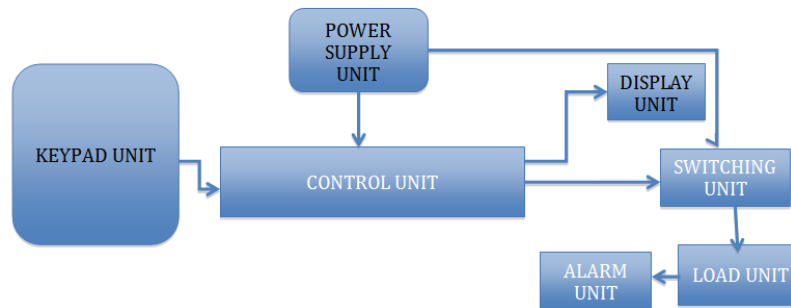 POWER
SUPPLY
UNIT
DISPLAY
UNIT
KEYPAD UNIT
CONTROL UNIT
SWITCHING
UNIT
ALARM
UNIT
LOAD UNIT